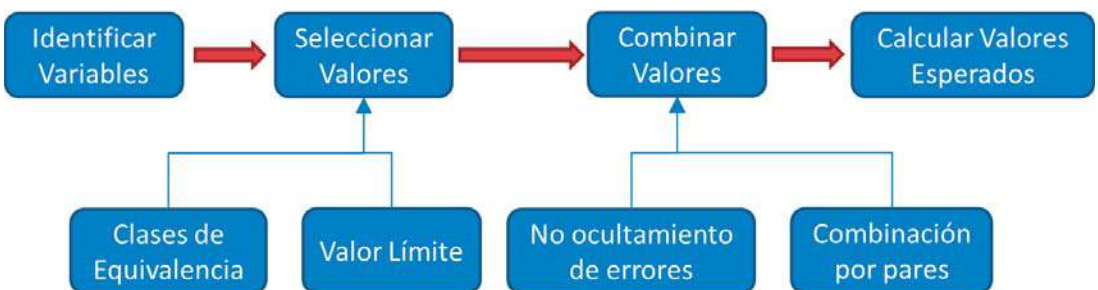 Identificar
Variables
Seleccionar
Valores
Combinar
Valores
Calcular Valores
Esperados
Clases de
Equivalencia
Valor Límite
No ocultamiento
de errores
Combinación
por pares